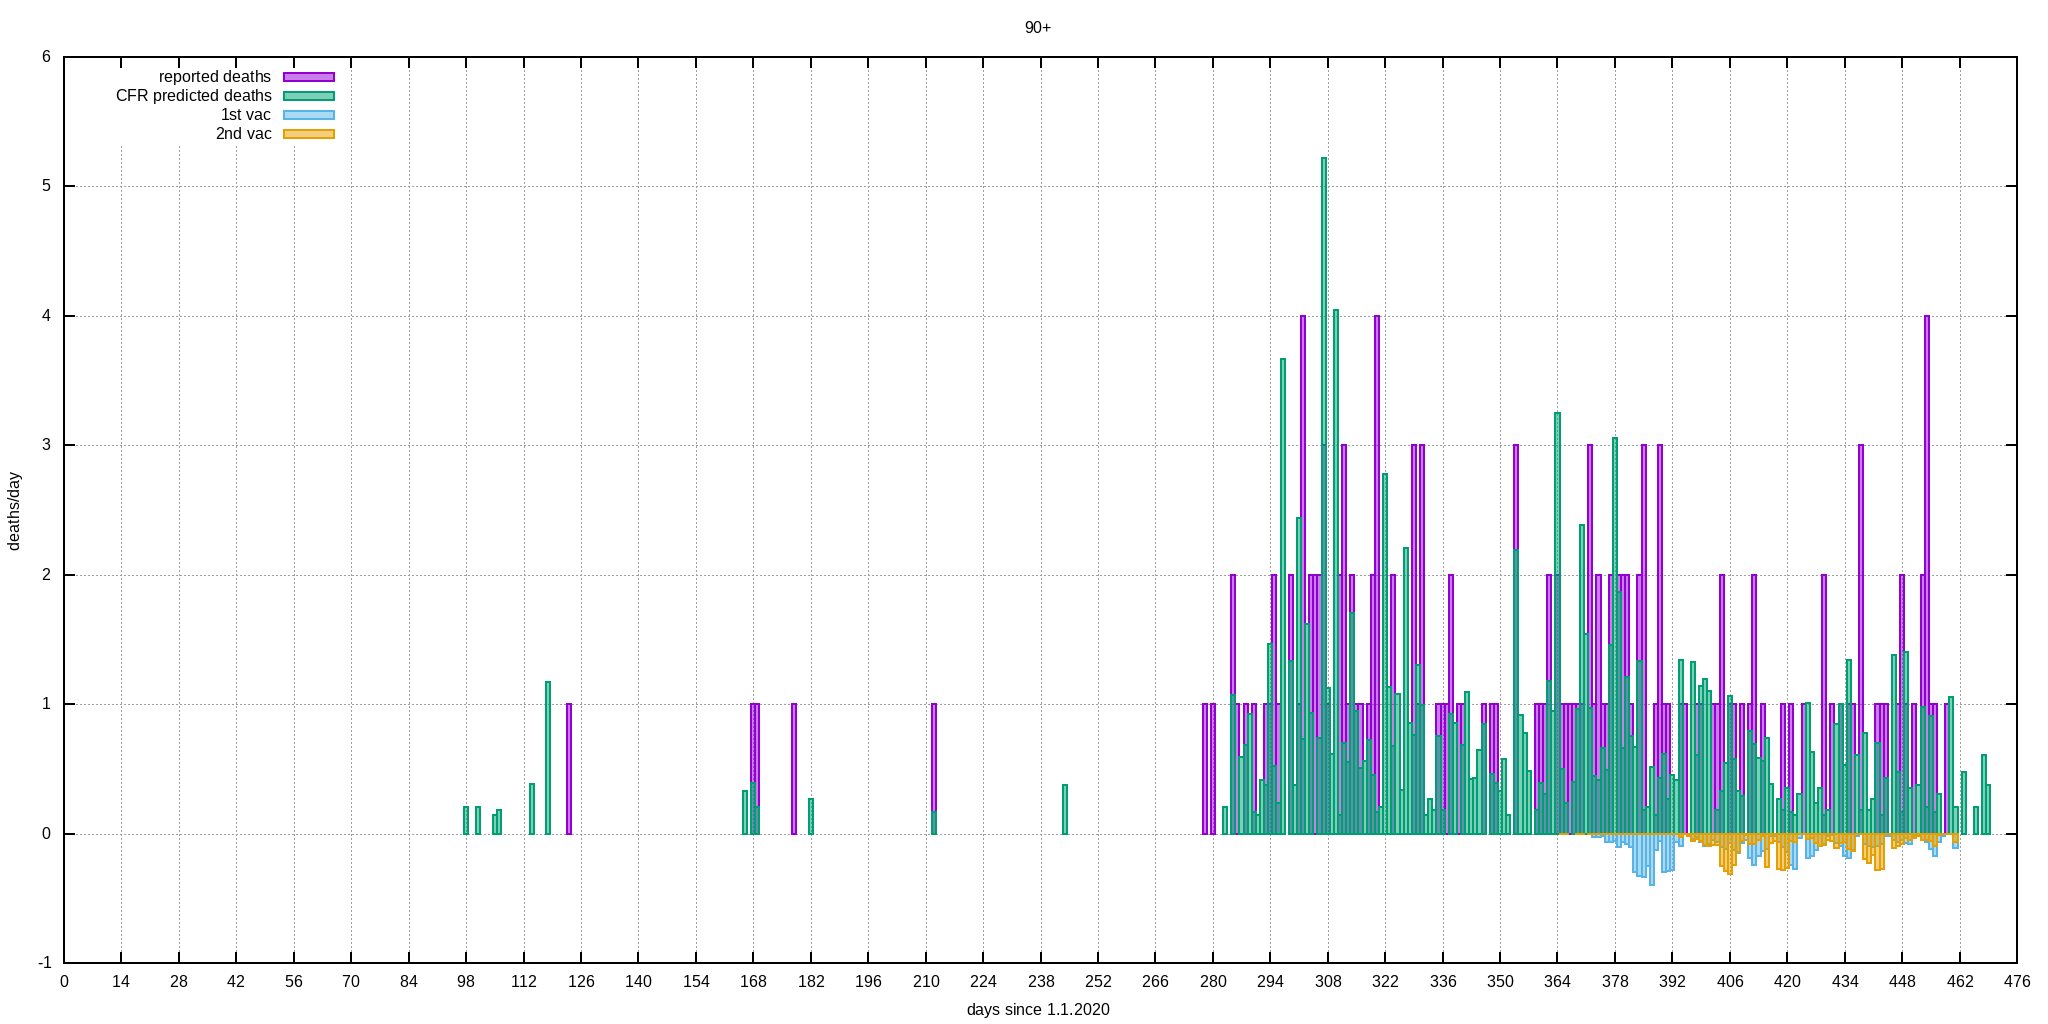 90+
reported deaths
CFR predicted deaths
1st vac
2nd vac
6
5
4
3
2
1
0
-1
deaths/day
0 14 28 42 56 70 84 98 112 126 140 154 168 182 196 210 224 238 252 266 280 294 308 322 336 350 364 378 392 406 420 434 448 462 476
days since 1.1.2020